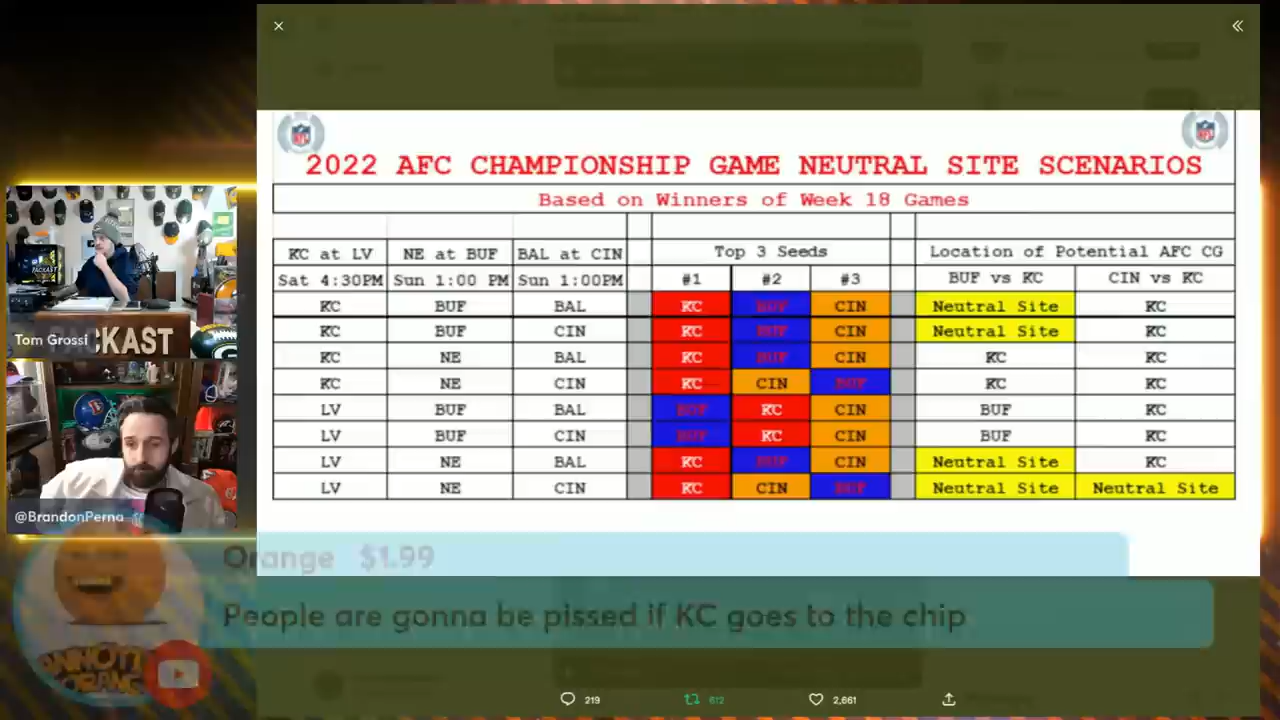 2022 AFC CHAMPIONSHIP GAME NEUTRAL SITE SCENARIOS
Based on Winners of Week 18 Games
KC at LV NE at BUF BAL at CIN Top 3 Seeds Location of Potential AFC CG
Sat 4:30PM Sun 1:00 PM Sun 1:00PM #1 #2 #3 BUF vs KC CIN vs KC
KC BUF BAL KC BUF CIN Neutral Site KC
KC BUF CIN KC BUF CIN Neutral Site KC
KC NE BAL KC BUF CIN KC KC
KC NE CIN KC CIN BUF KC KC
LV BUF BAL BUF KC CIN BUF KC
LV BUF CIN BUF KC CIN BUF KC
LV NE BAL KC BUF CIN Neutral Site KC
LV NE CIN KC CIN BUF Neutral Site Neutral Site
Tom Grossi
CKAST
@BrandonPerna
Orange $1.99
People are gonna be pissed if KC goes to the chip
219 612 2,661